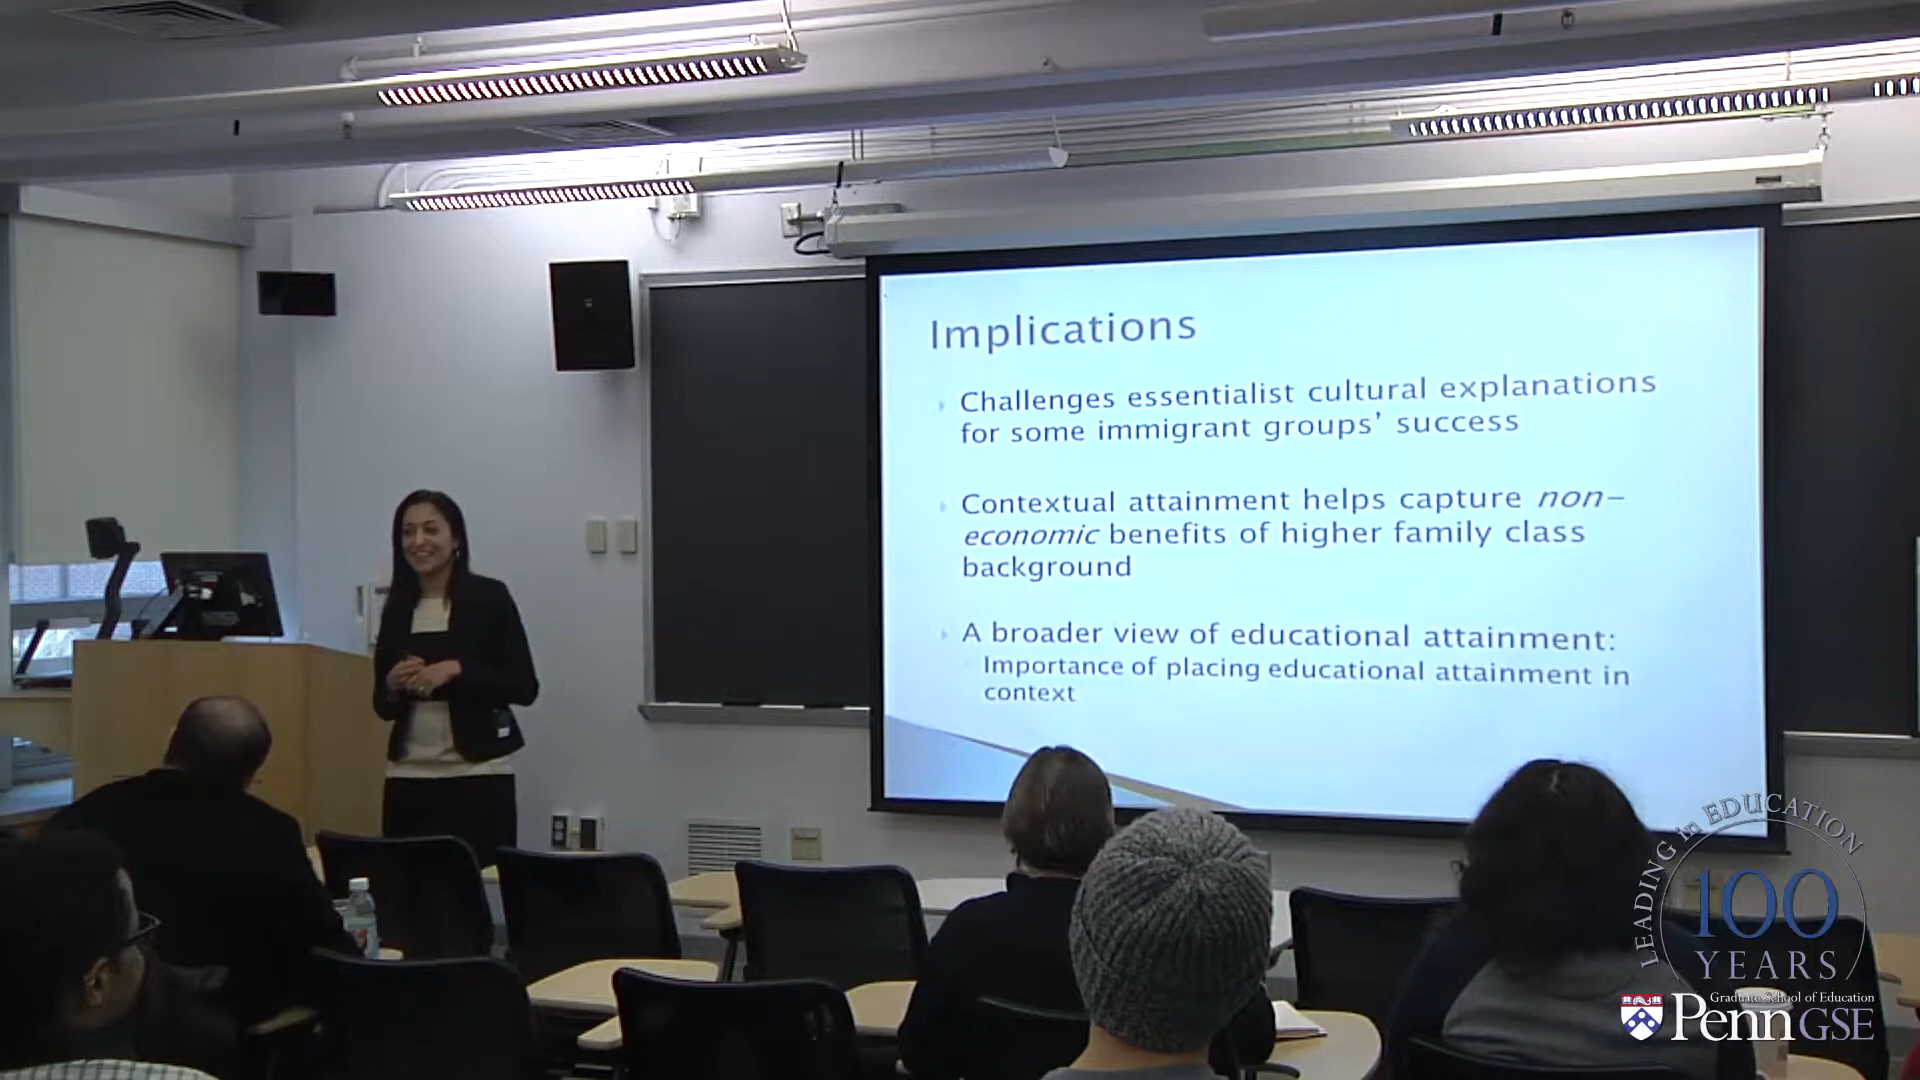 Implications
Challenges essentialist cultural explanations
for some immigrant groups' success
Contextual attainment helps capture non-
economic benefits of higher family class
background
A broader view of educational attainment:
Importance of placing educational attainment in
context
LEADING in EDUCATION
100
YEARS
Graduate School of Education
PennGSE